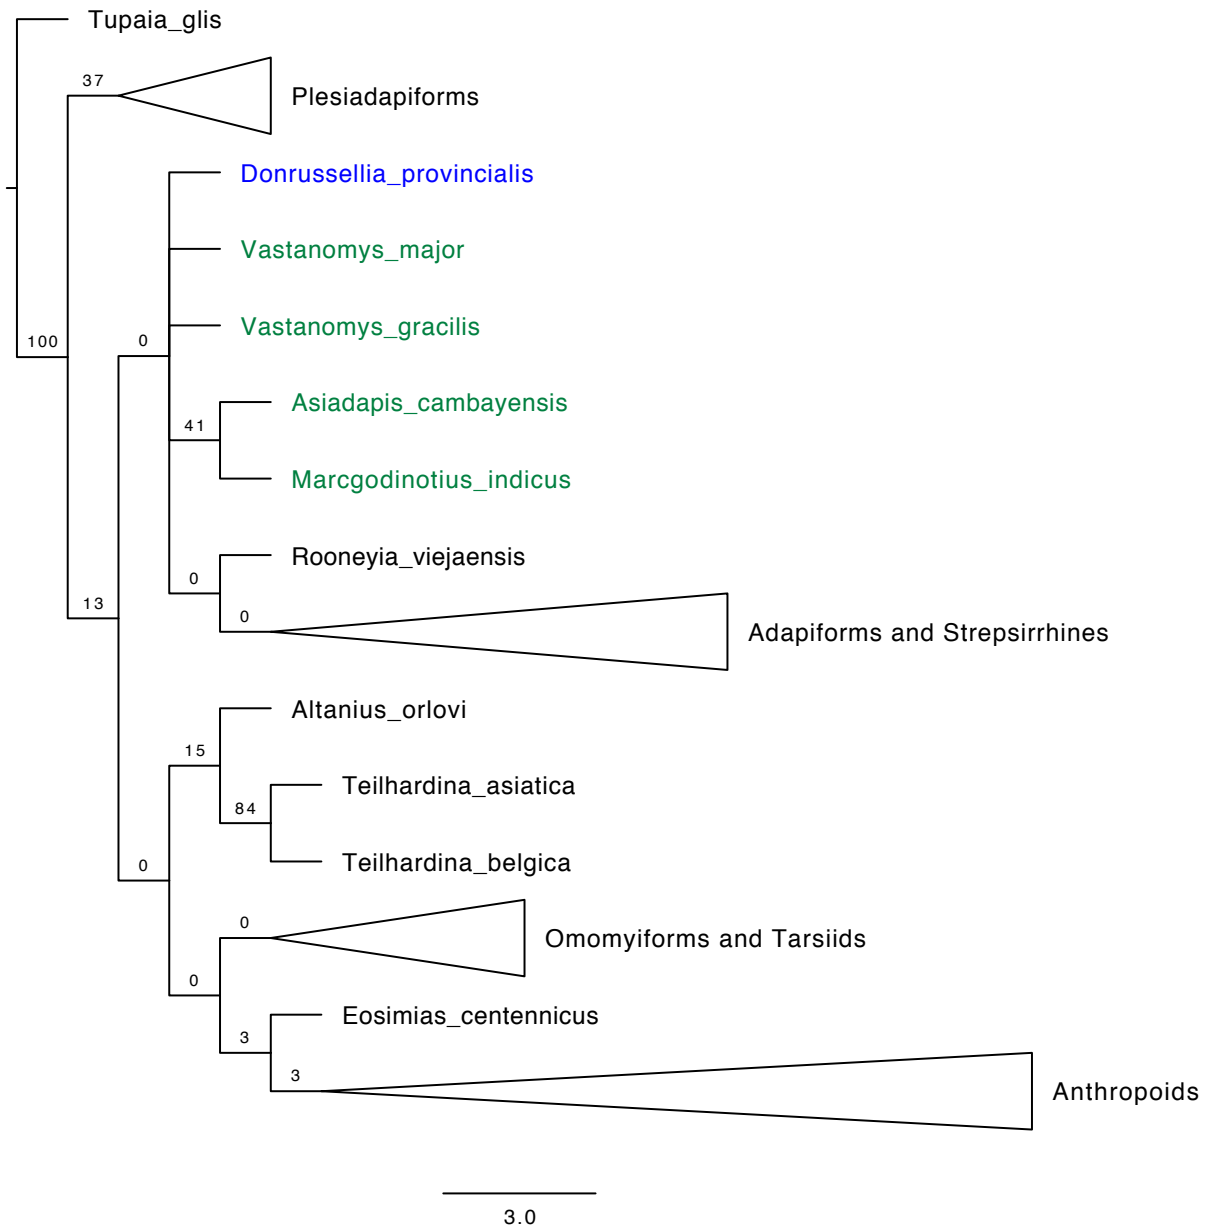 Tupaia_glis
37
Plesiadapiforms
Donrussellia_provincialis
Vastanomys_major
Vastanomys_gracilis
100
0
Asiadapis_cambayensis
41
Marcgodinotius_indicus
Rooneyia_viejaensis
0
13
0
Adapiforms and Strepsirrhines
Altanius_orlovi
15
Teilhardina_asiatica
84
Teilhardina_belgica
0
0
Omomyiforms and Tarsiids
0
Eosimias_centennicus
3
3
Anthropoids
3.0